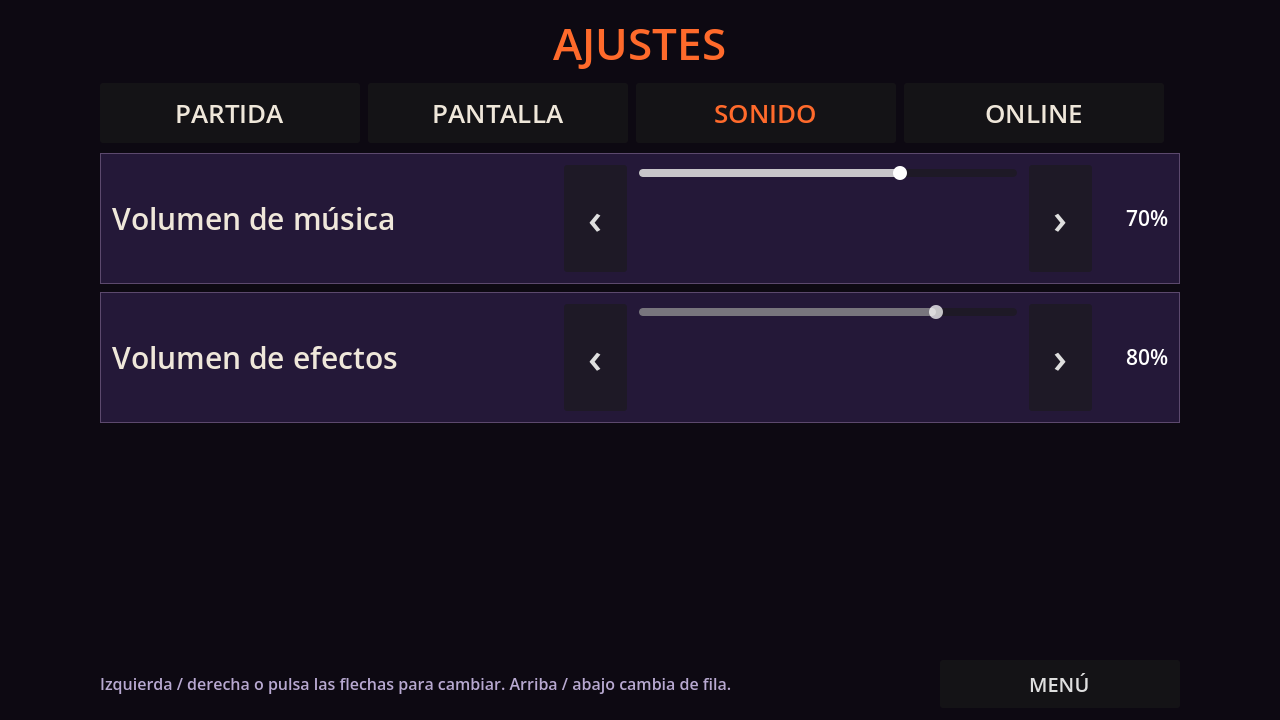 AJUSTES
PARTIDA PANTALLA SONIDO ONLINE
Volumen de música ‹ › 70%
Volumen de efectos ‹ › 80%
Izquierda / derecha o pulsa las flechas para cambiar. Arriba / abajo cambia de fila. MENÚ